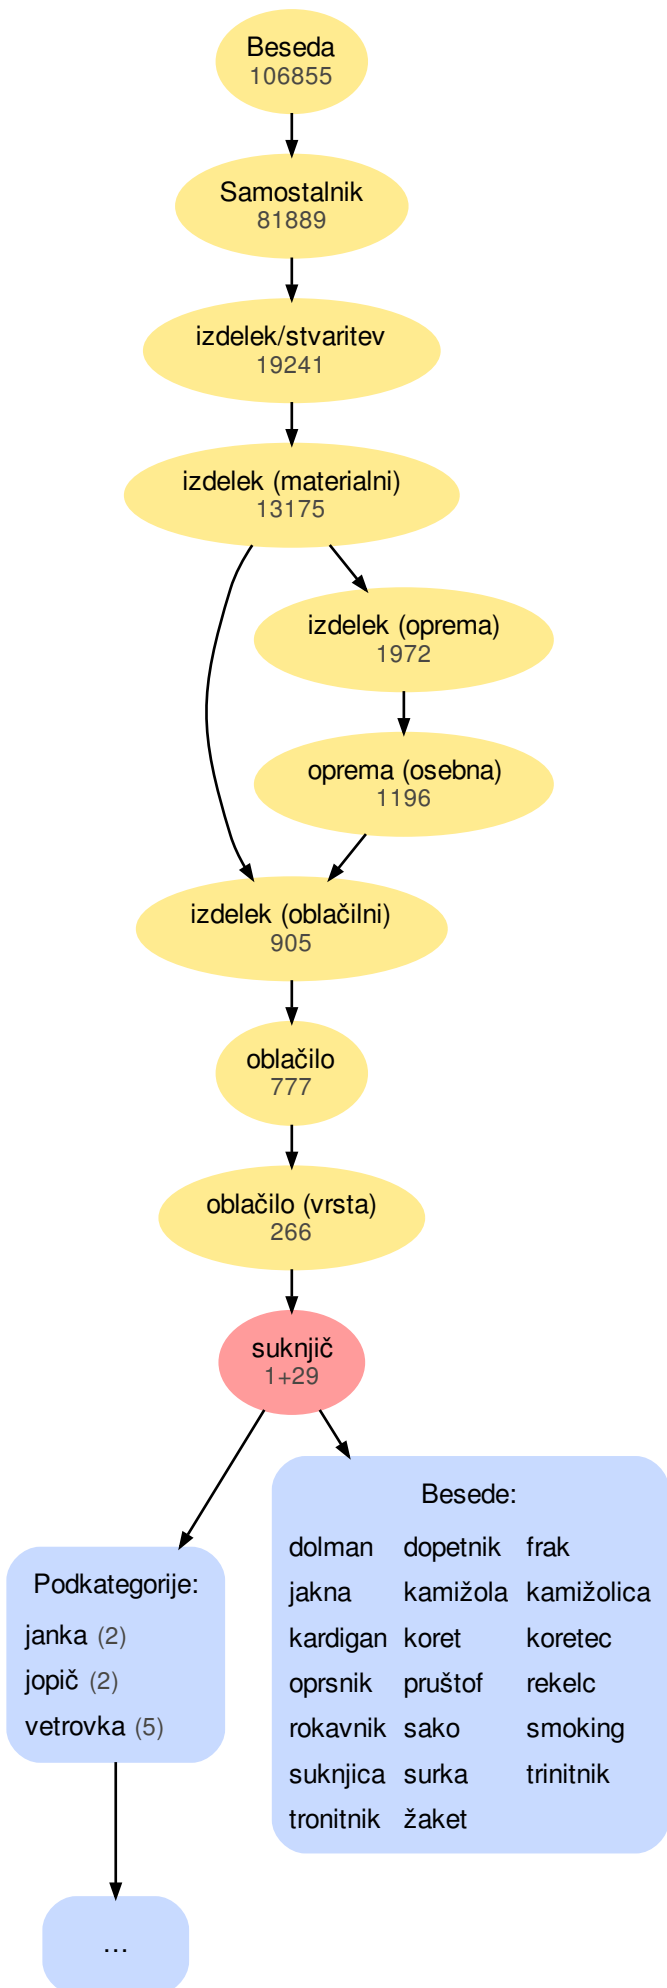 Beseda
106855
Samostalnik
81889
izdelek/stvaritev
19241
izdelek (materialni)
13175
izdelek (oprema)
1972
oprema (osebna)
1196
izdelek (oblačilni)
905
oblačilo
777
oblačilo (vrsta)
266
suknjič
1+29
Besede:
dolman dopetnik frak
jakna kamižola kamižolica
kardigan koret koretec
oprsnik pruštof rekelc
rokavnik sako smoking
suknjica surka trinitnik
tronitnik žaket
Podkategorije:
janka (2)
jopič (2)
vetrovka (5)
...